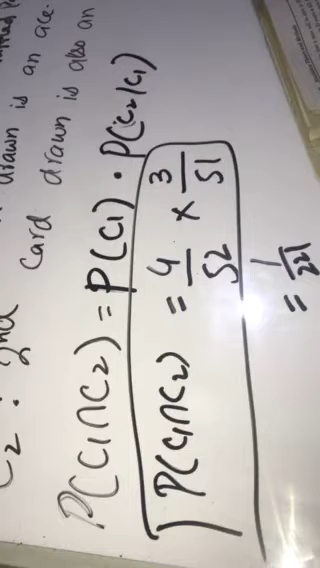 drawn is an ace.
C2 : 2nd card drawn is also an
P(C1∩C2) = P(C1) · P(C2/C1)
P(C1∩C2) = 4/52 × 3/51
= 1/221